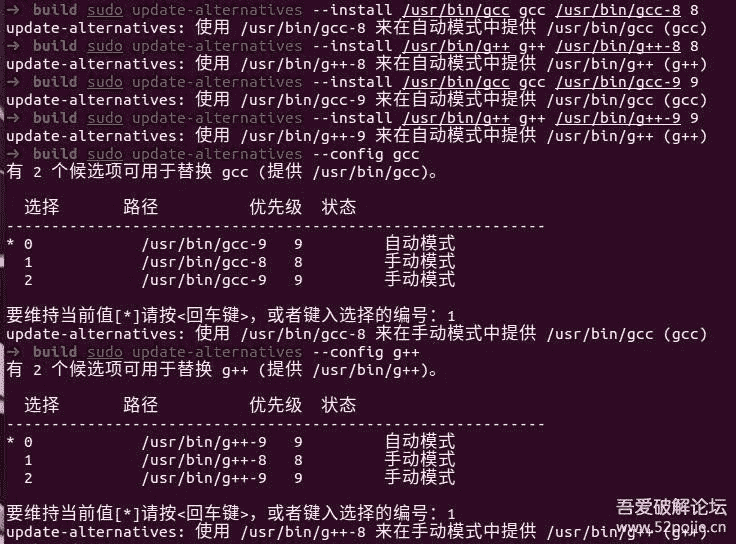 → build sudo update-alternatives --install /usr/bin/gcc gcc /usr/bin/gcc-8 8
update-alternatives: 使用 /usr/bin/gcc-8 来在自动模式中提供 /usr/bin/gcc (gcc)
→ build sudo update-alternatives --install /usr/bin/g++ g++ /usr/bin/g++-8 8
update-alternatives: 使用 /usr/bin/g++-8 来在自动模式中提供 /usr/bin/g++ (g++)
→ build sudo update-alternatives --install /usr/bin/gcc gcc /usr/bin/gcc-9 9
update-alternatives: 使用 /usr/bin/gcc-9 来在自动模式中提供 /usr/bin/gcc (gcc)
→ build sudo update-alternatives --install /usr/bin/g++ g++ /usr/bin/g++-9 9
update-alternatives: 使用 /usr/bin/g++-9 来在自动模式中提供 /usr/bin/g++ (g++)
→ build sudo update-alternatives --config gcc
有 2 个候选项可用于替换 gcc (提供 /usr/bin/gcc)。
选择 路径 优先级 状态
------------------------------------------------------------
* 0 /usr/bin/gcc-9 9 自动模式
1 /usr/bin/gcc-8 8 手动模式
2 /usr/bin/gcc-9 9 手动模式
要维持当前值[*]请按<回车键>，或者键入选择的编号：1
update-alternatives: 使用 /usr/bin/gcc-8 来在手动模式中提供 /usr/bin/gcc (gcc)
→ build sudo update-alternatives --config g++
有 2 个候选项可用于替换 g++ (提供 /usr/bin/g++)。
选择 路径 优先级 状态
------------------------------------------------------------
* 0 /usr/bin/g++-9 9 自动模式
1 /usr/bin/g++-8 8 手动模式
2 /usr/bin/g++-9 9 手动模式
要维持当前值[*]请按<回车键>，或者键入选择的编号：1
update-alternatives: 使用 /usr/bin/g++-8 来在手动模式中提供 /usr/bin/g++ (g++)
吾爱破解论坛
www.52pojie.cn